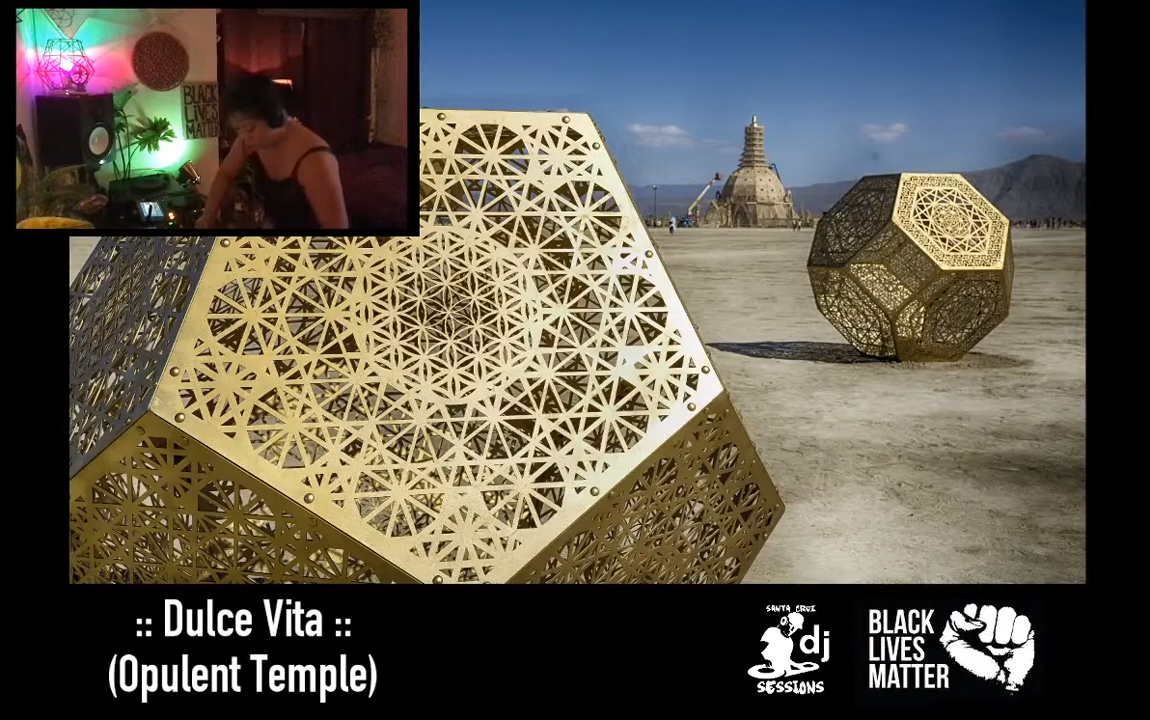 BLACK
LIVES
MATTER
:: Dulce Vita ::
(Opulent Temple)
SANTA CRUZ
dj
SESSIONS
BLACK
LIVES
MATTER